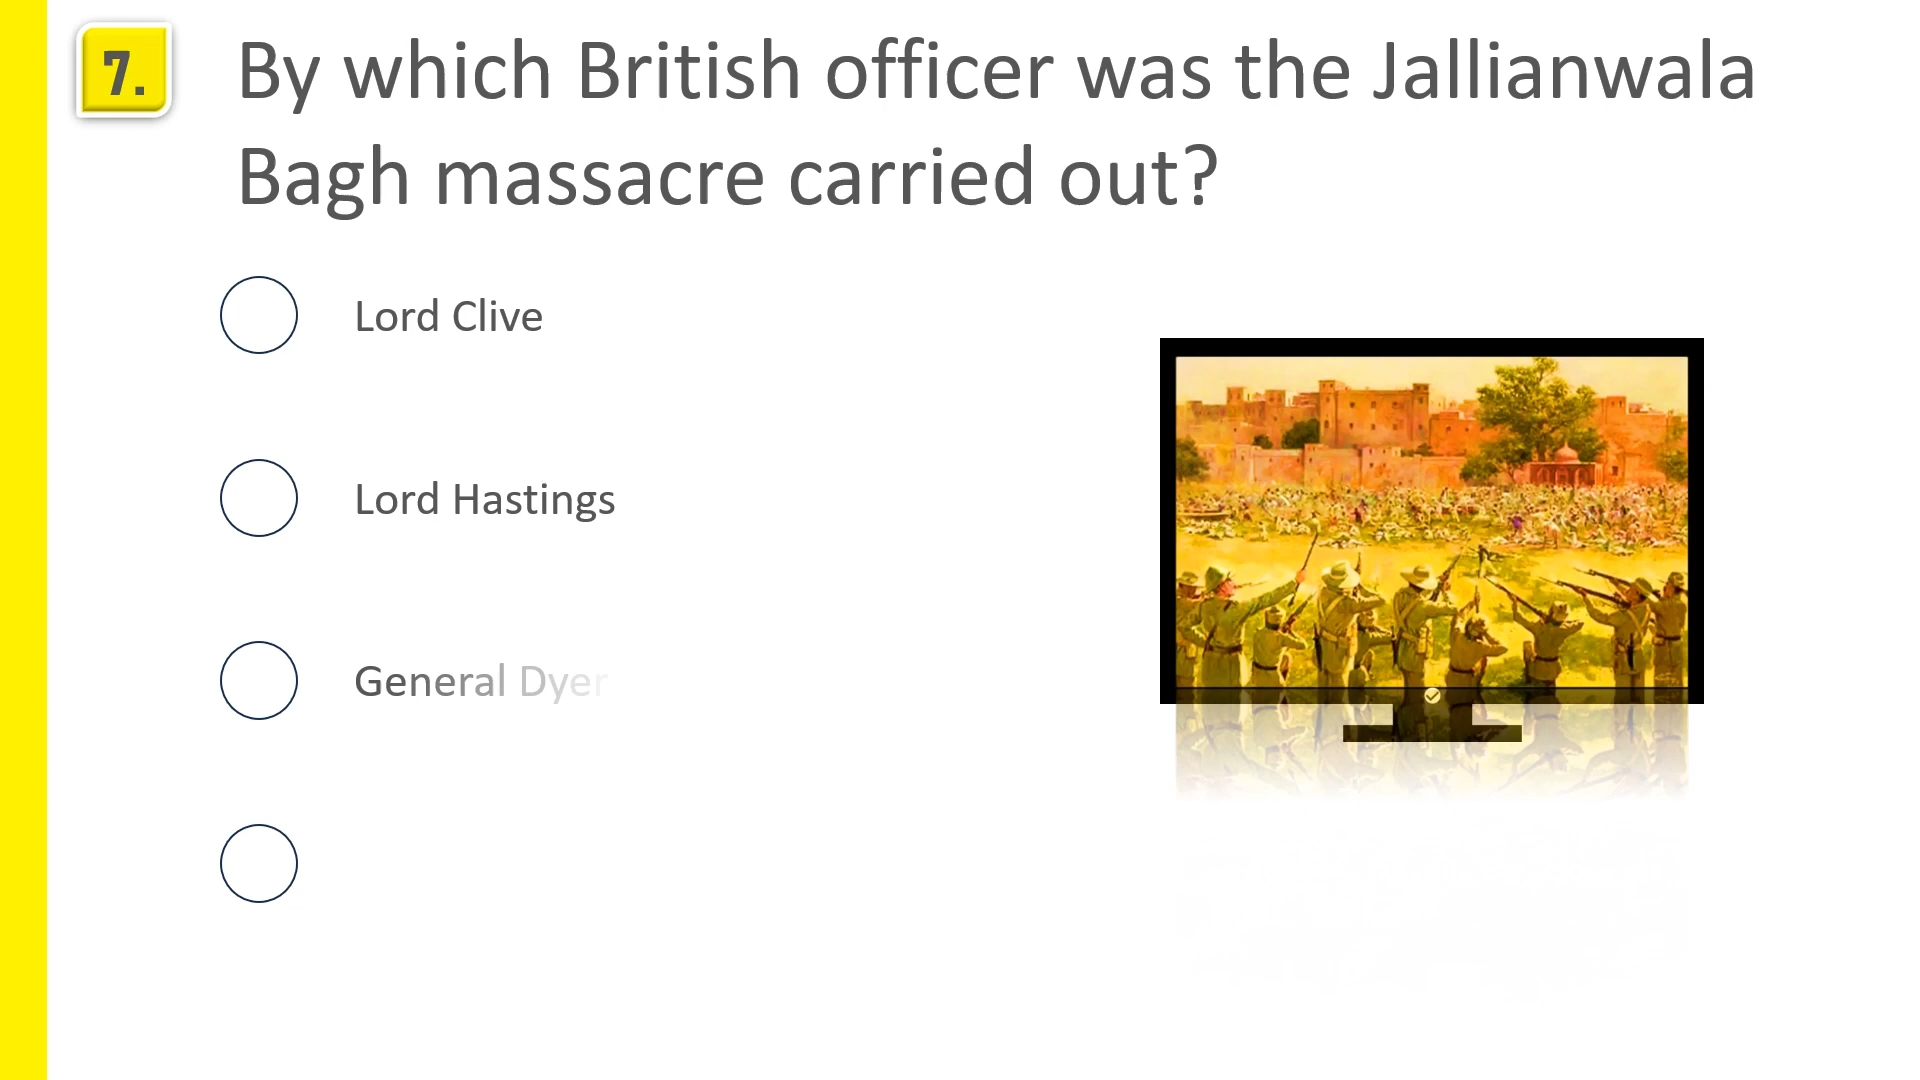 7.
By which British officer was the Jallianwala
Bagh massacre carried out?
Lord Clive
Lord Hastings
General Dyer